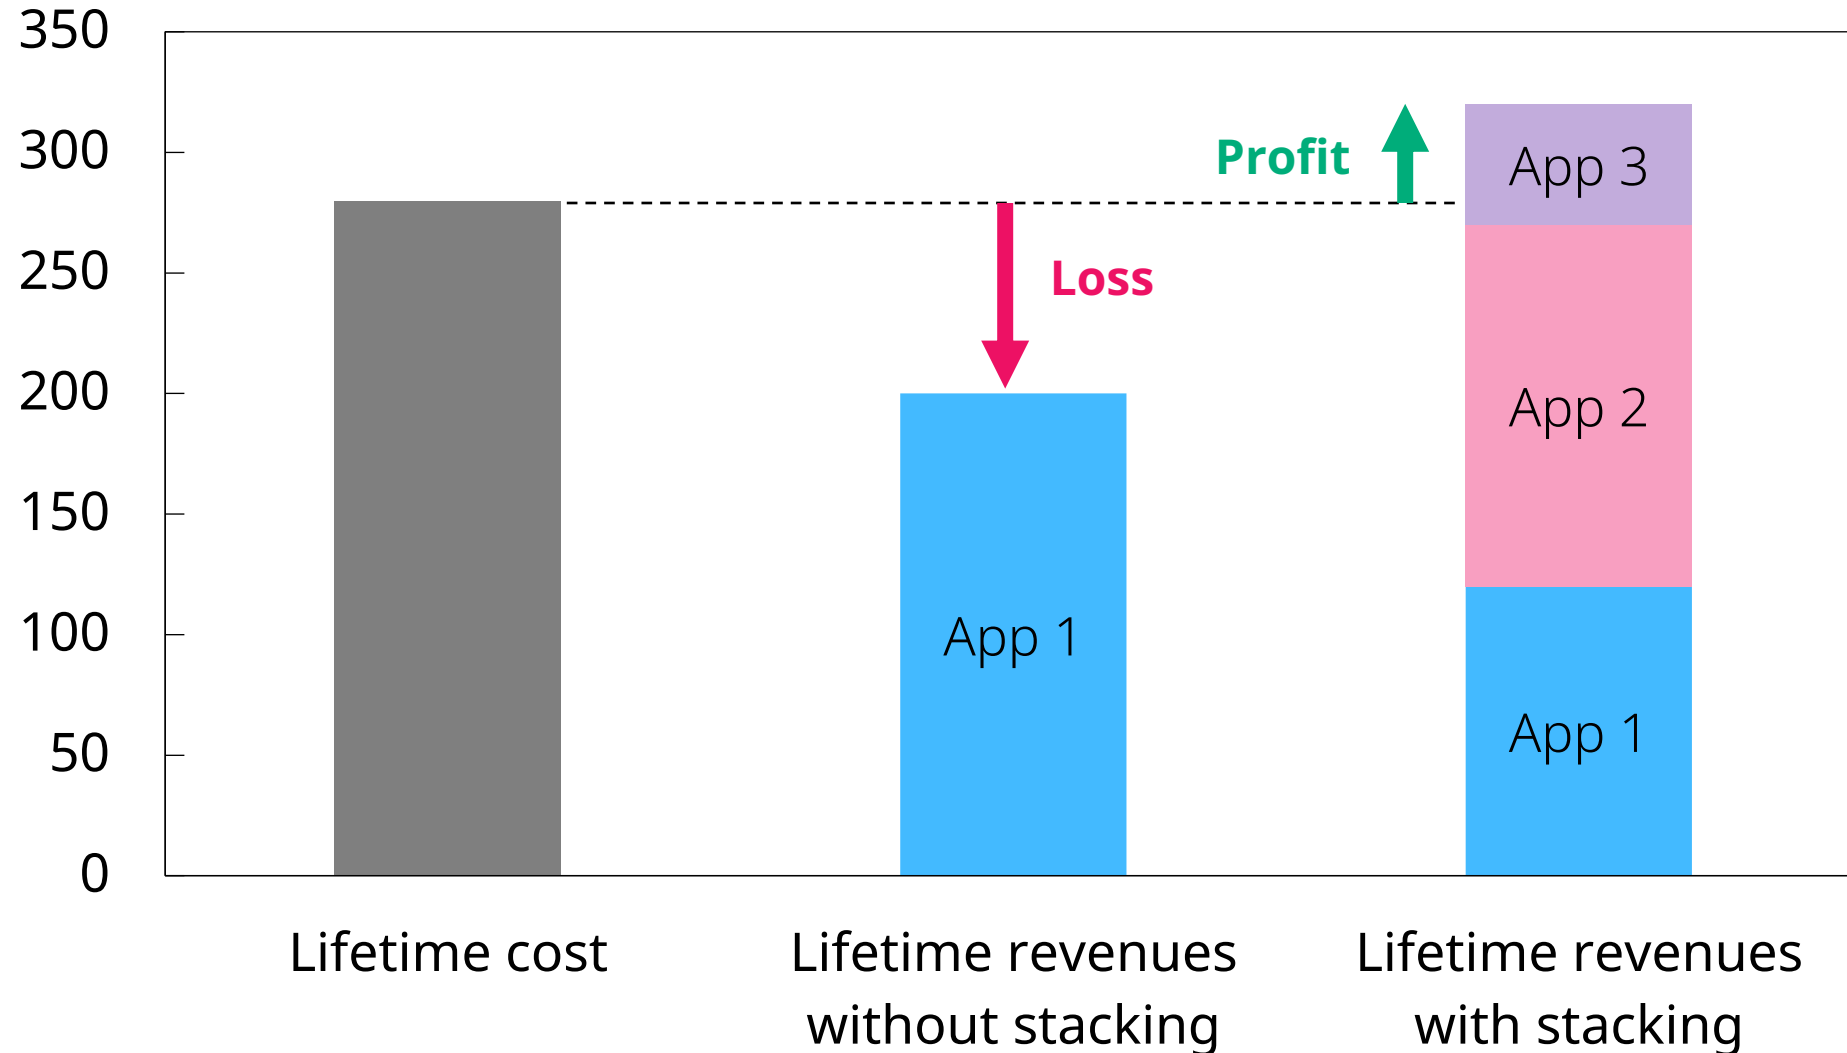 350
300
250
200
150
100
50
0
Profit
Loss
App 1
App 3
App 2
App 1
Lifetime cost
Lifetime revenues
without stacking
Lifetime revenues
with stacking